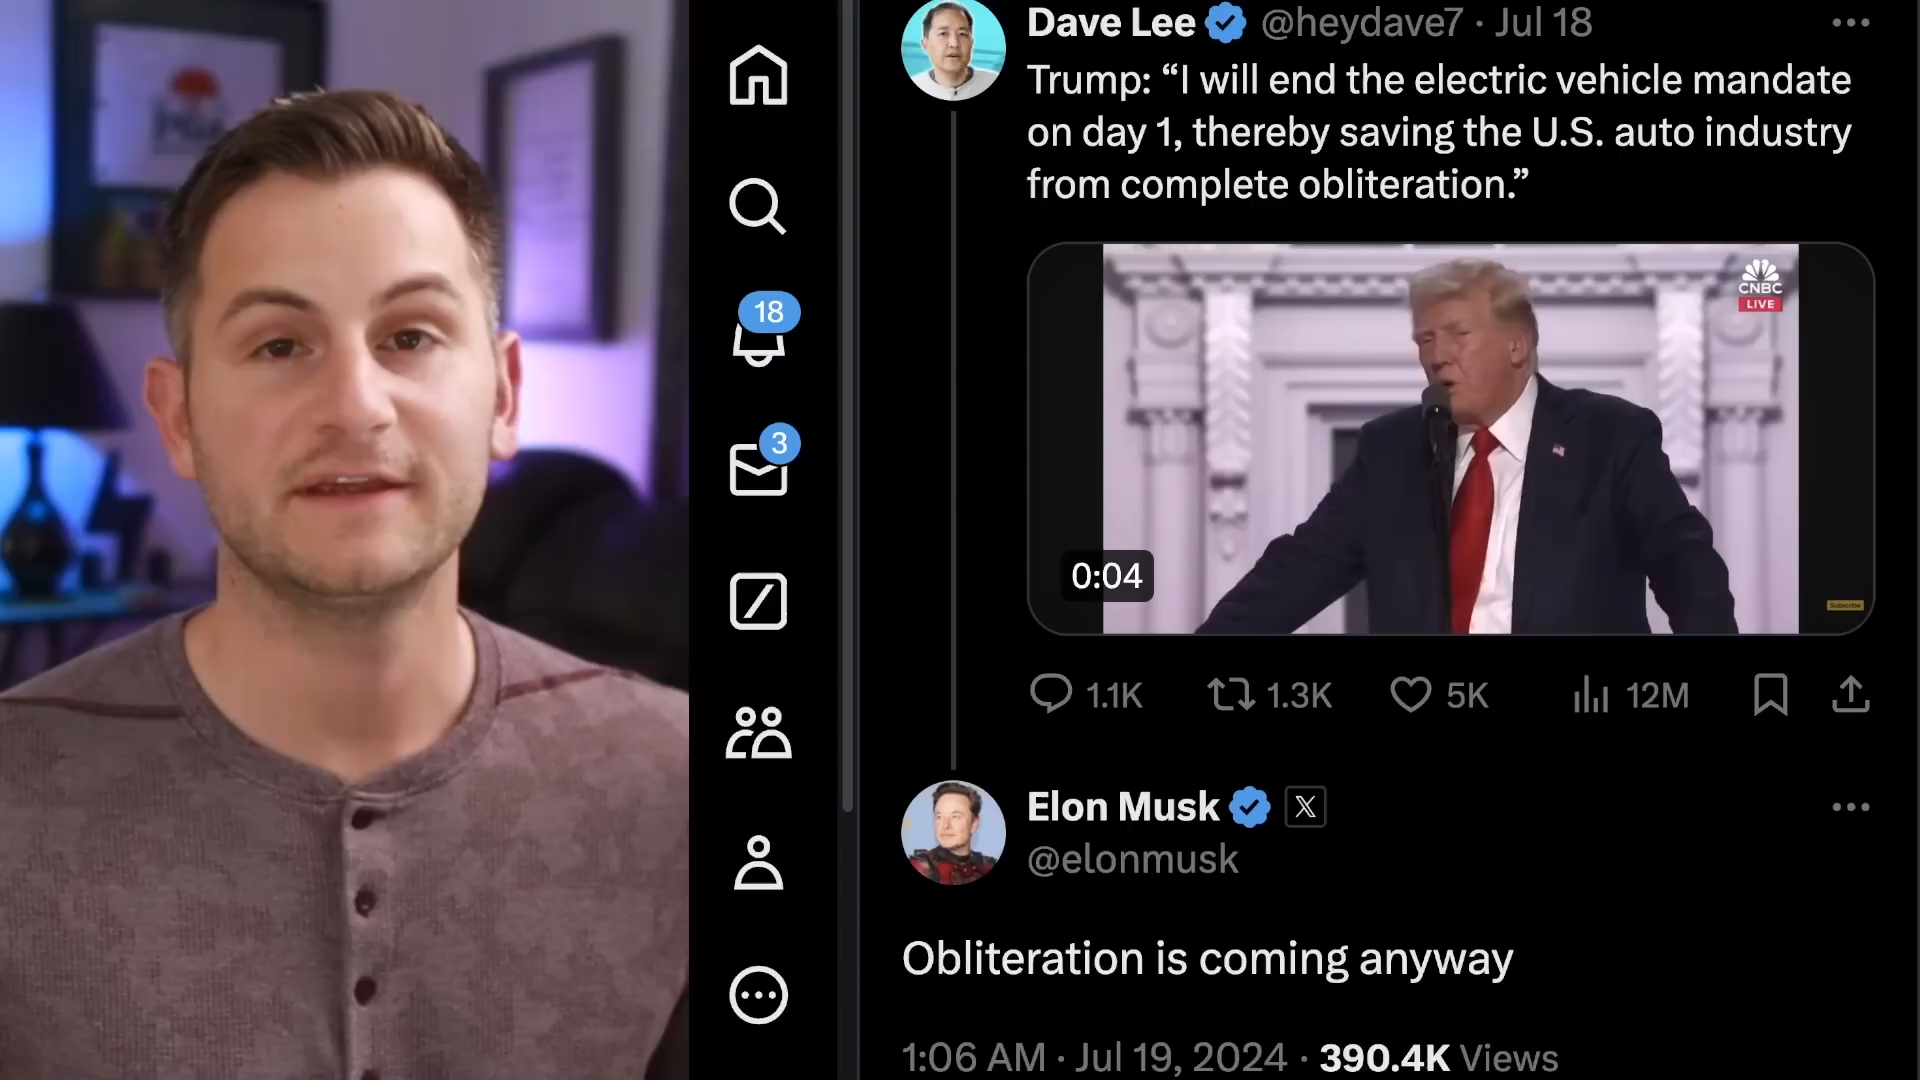 Dave Lee @heydave7 · Jul 18
Trump: “I will end the electric vehicle mandate
on day 1, thereby saving the U.S. auto industry
from complete obliteration.”
CNBC
LIVE
0:04
Subscribe
1.1K 1.3K 5K 12M
18
3
Elon Musk
@elonmusk
Obliteration is coming anyway
1:06 AM · Jul 19, 2024 · 390.4K Views